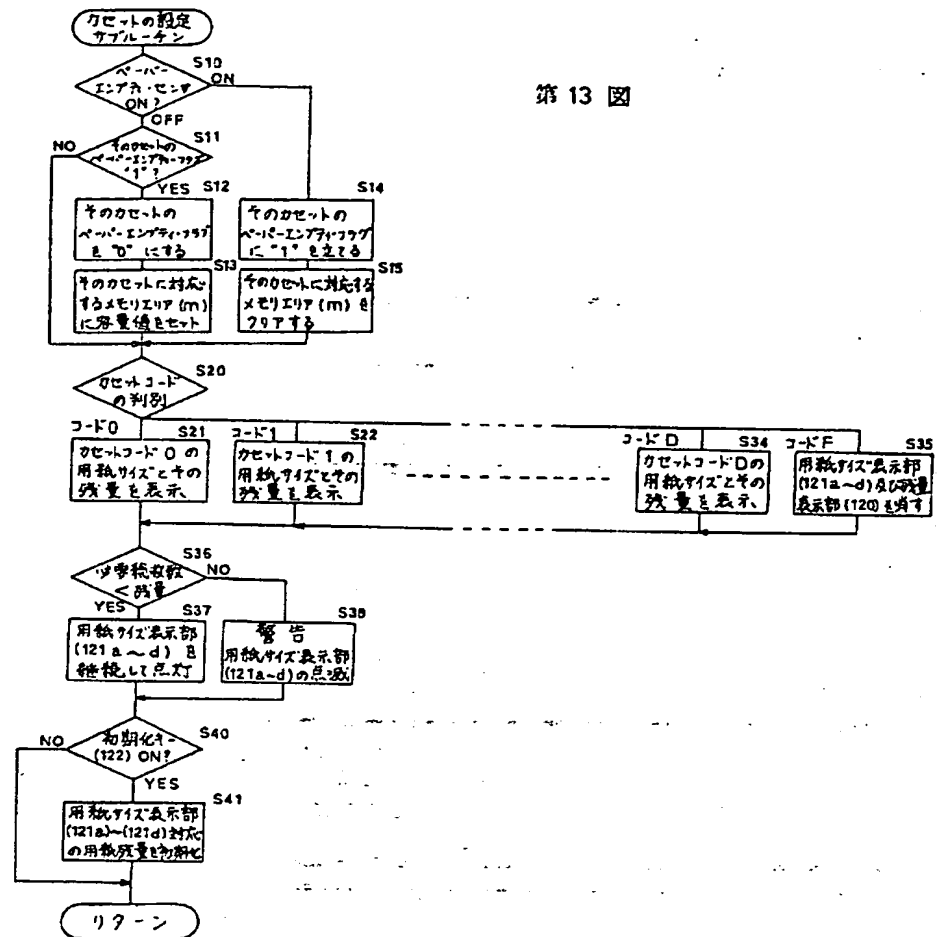 第13図
カセットの設定
サブルーチン
S10
ペーパー
エンプティ・センサ
ON?
ON
OFF
S11
そのカセットの
ペーパーエンプティーフラグ
"1"?
NO
YES
S12
そのカセットの
ペーパーエンプティ・フラグ
を "0" にする
S13
そのカセットに対応
するメモリエリア(m)
に容量値をセット
S14
そのカセットの
ペーパーエンプティ・フラグ
に "1" を立てる
S15
そのカセットに対応する
メモリエリア(m)を
クリアする
S20
カセットコード
の判別
コード0
S21
カセットコード0の
用紙サイズとその
残量を表示
コード1
S22
カセットコード1の
用紙サイズとその
残量を表示
コードD
S34
カセットコードDの
用紙サイズとその
残量を表示
コードF
S35
用紙サイズ表示部
(121a~d)及び残量
表示部(120)を消す
S36
必要総枚数
<残量
NO
YES
S37
用紙サイズ表示部
(121a~d)を
継続して点灯
S38
警告
用紙サイズ表示部
(121a~d)の点滅
S40
初期化キー
(122) ON?
NO
YES
S41
用紙サイズ表示部
(121a)~(121d)対応
の用紙残量を初期化
リターン